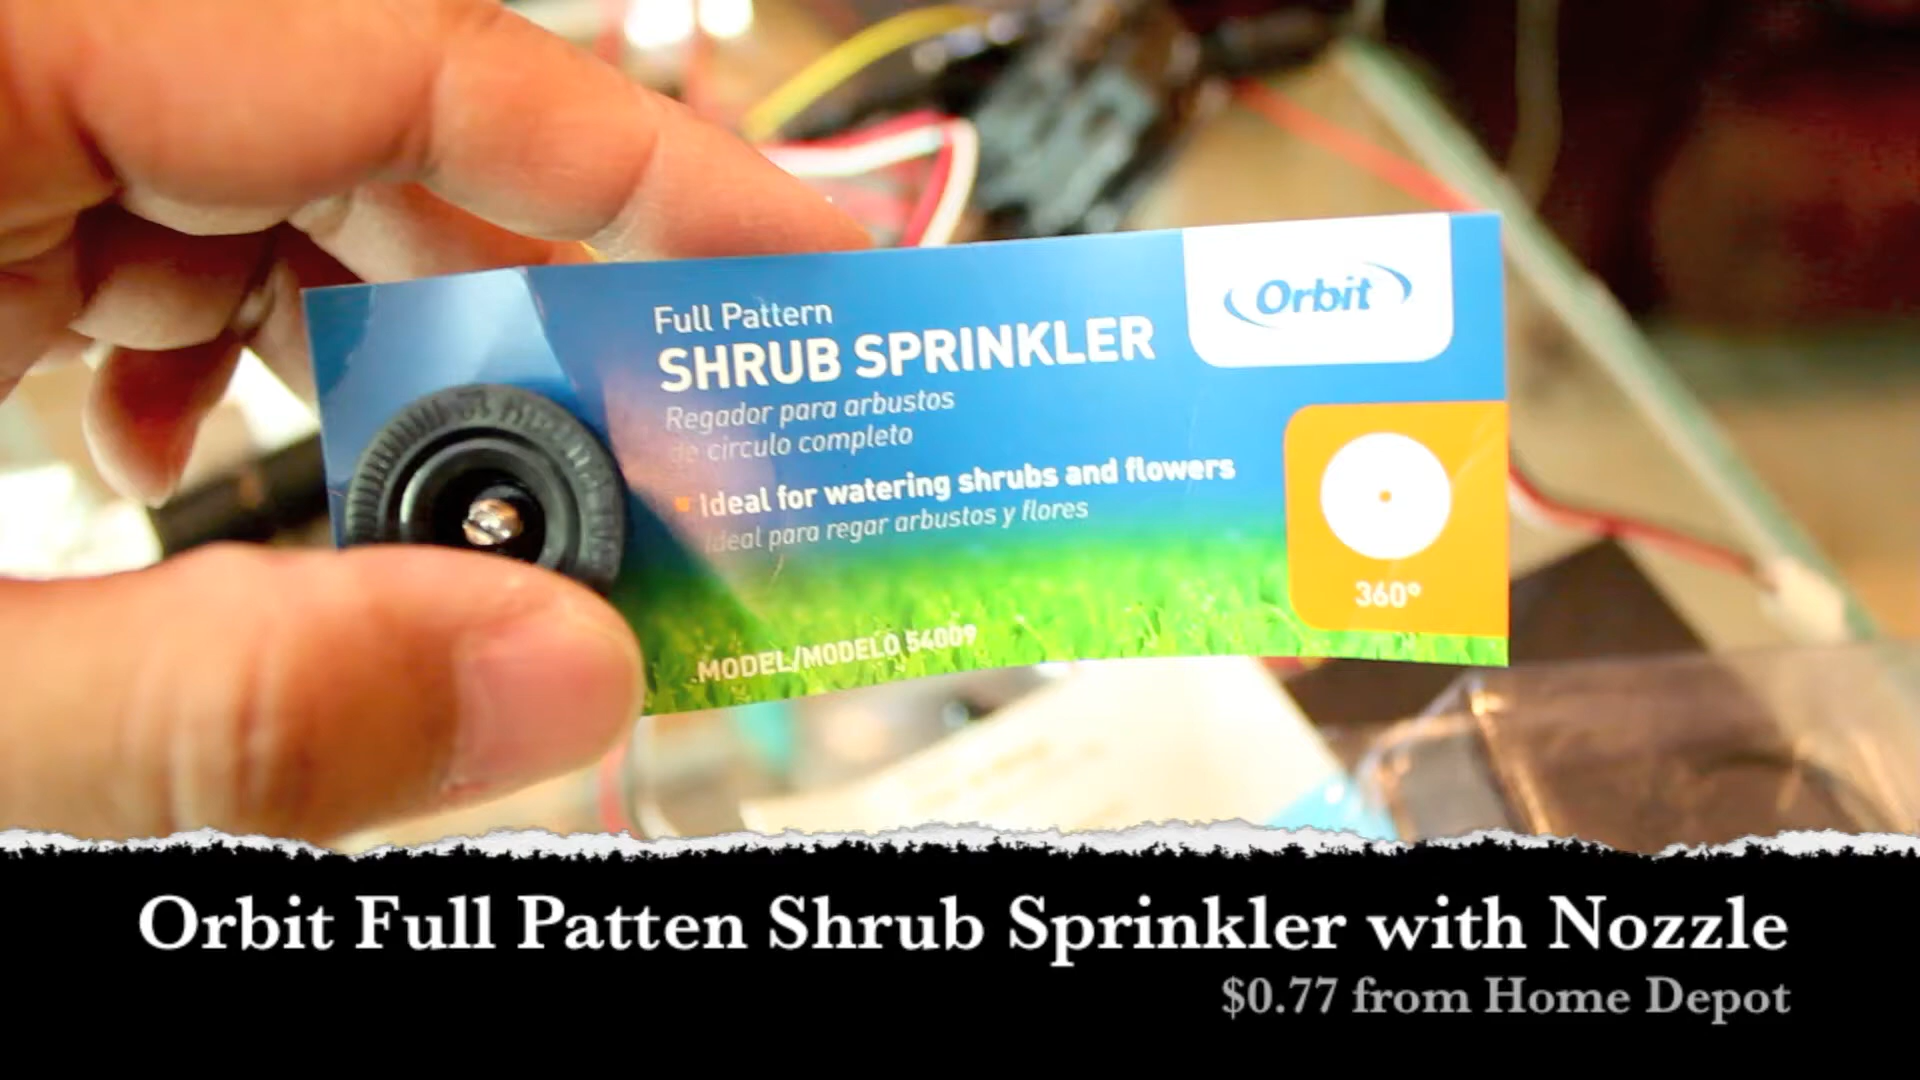 Orbit
Full Pattern
SHRUB SPRINKLER
Regador para arbustos
de círculo completo
Ideal for watering shrubs and flowers
Ideal para regar arbustos y flores
360°
MODEL/MODELO 54009
Orbit Full Patten Shrub Sprinkler with Nozzle
$0.77 from Home Depot